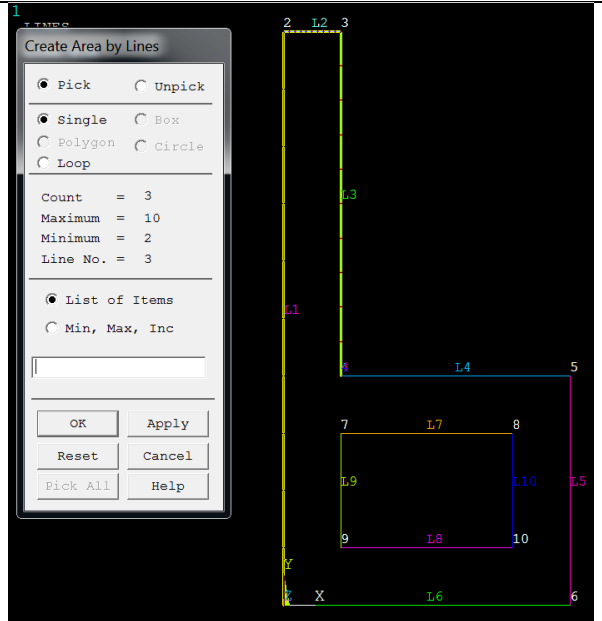 1
LINES
Create Area by Lines
Pick Unpick
Single Box
Polygon Circle
Loop
Count = 3
Maximum = 10
Minimum = 2
Line No. = 3
List of Items
Min, Max, Inc
OK Apply
Reset Cancel
Pick All Help
2 L2 3
L3
L1
4 L4 5
7 L7 8
L9 L10 L5
9 L8 10
Y
Z X L6 6